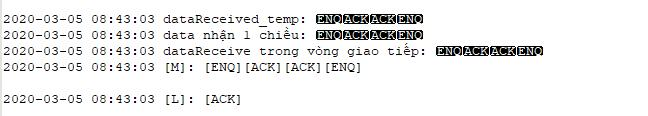 2020-03-05 08:43:03 dataReceived_temp: ENQACKACKENQ
2020-03-05 08:43:03 data nhận 1 chiều: ENQACKACKENQ
2020-03-05 08:43:03 dataReceive trong vòng giao tiếp: ENQACKACKENQ
2020-03-05 08:43:03 [M]: [ENQ][ACK][ACK][ENQ]
2020-03-05 08:43:03 [L]: [ACK]